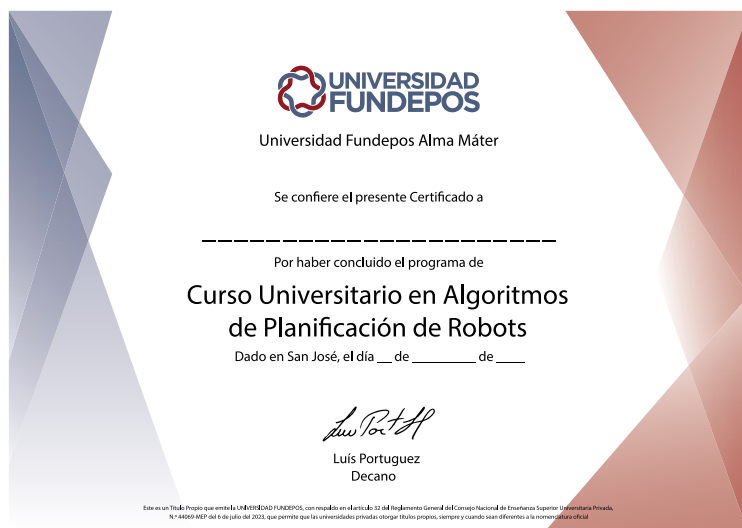 UNIVERSIDAD
FUNDEPOS
Universidad Fundepos Alma Máter
Se confiere el presente Certificado a
______________________
Por haber concluido el programa de
Curso Universitario en Algoritmos
de Planificación de Robots
Dado en San José, el día __ de ________ de ____
Luís Portuguez
Decano
Este es un Título Propio que emite la UNIVERSIDAD FUNDEPOS, con respaldo en el artículo 32 del Reglamento General del Consejo Nacional de Enseñanza Superior Universitaria Privada,
N.º 44069-MEP del 6 de julio del 2023, que permite que las universidades privadas otorgar títulos propios, siempre y cuando sean diferentes a la nomenclatura oficial